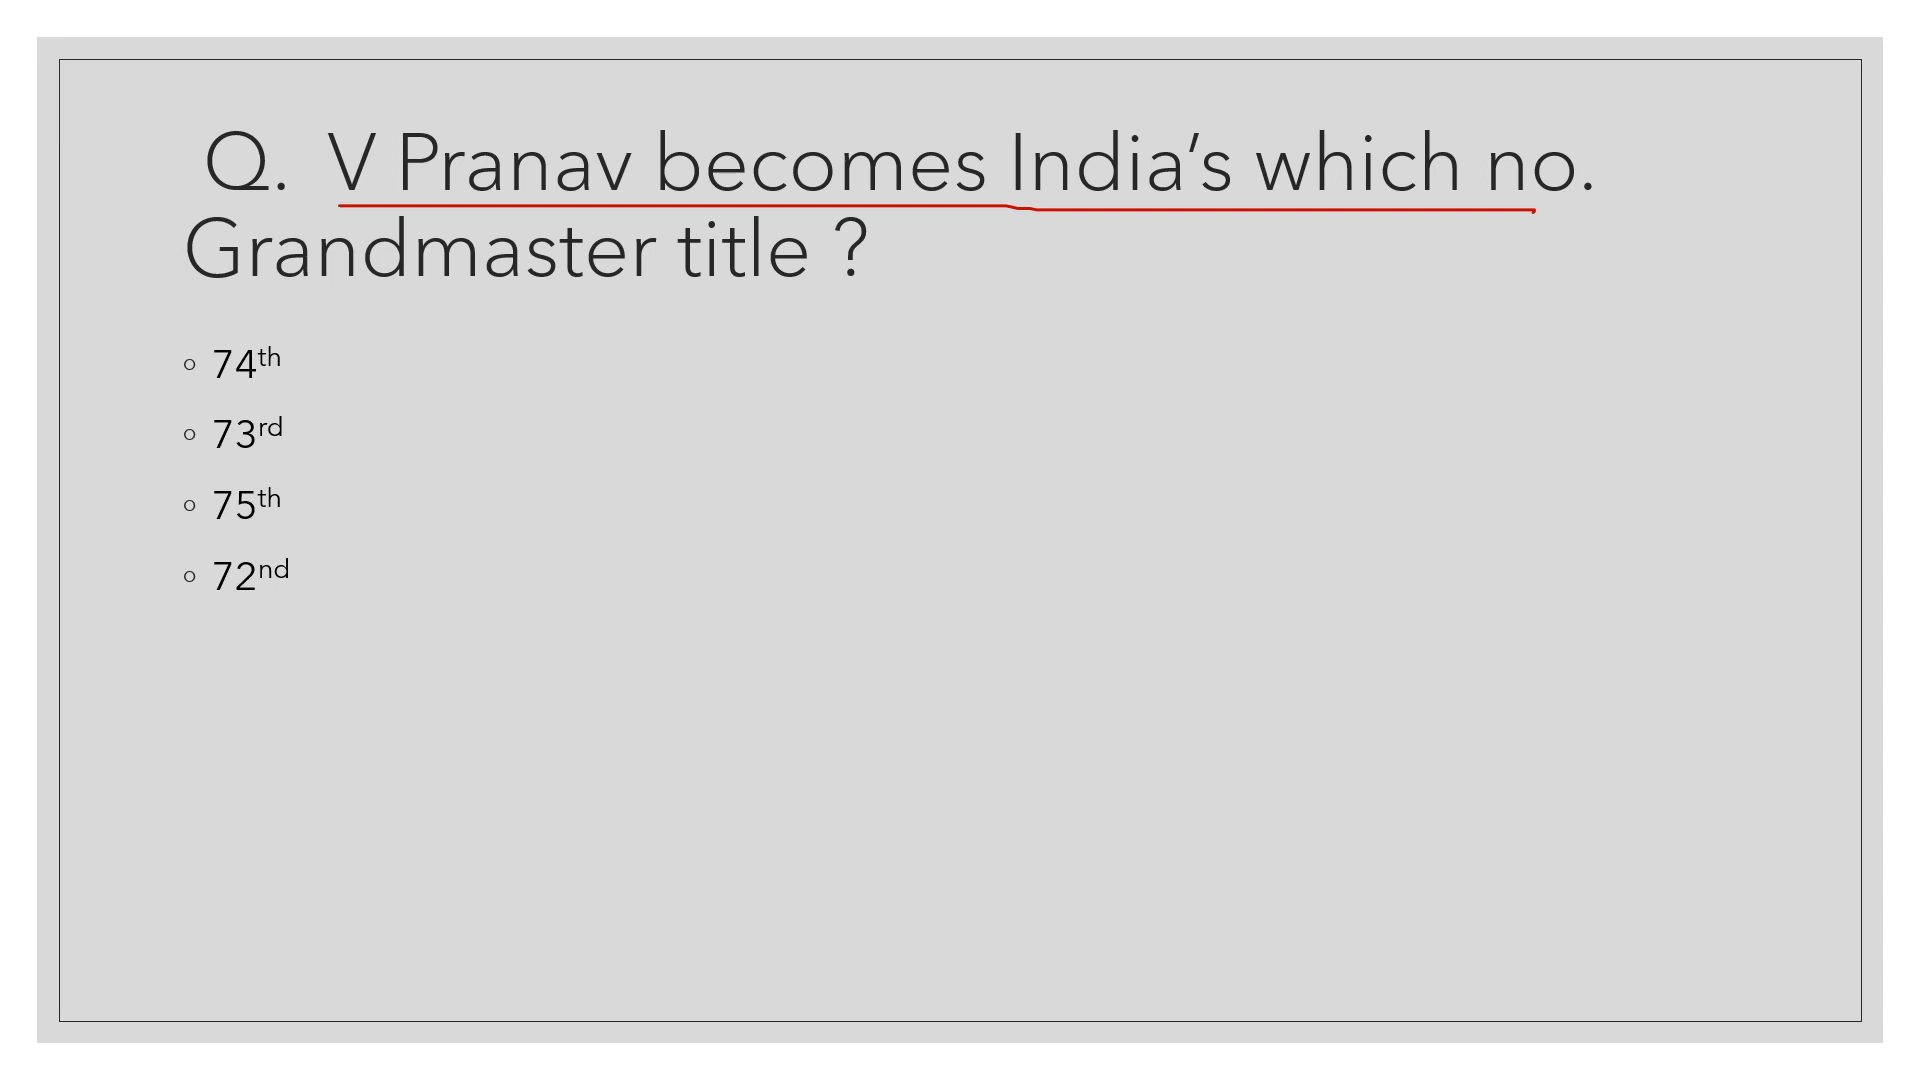 Q. V Pranav becomes India’s which no.
Grandmaster title ?
74th
73rd
75th
72nd